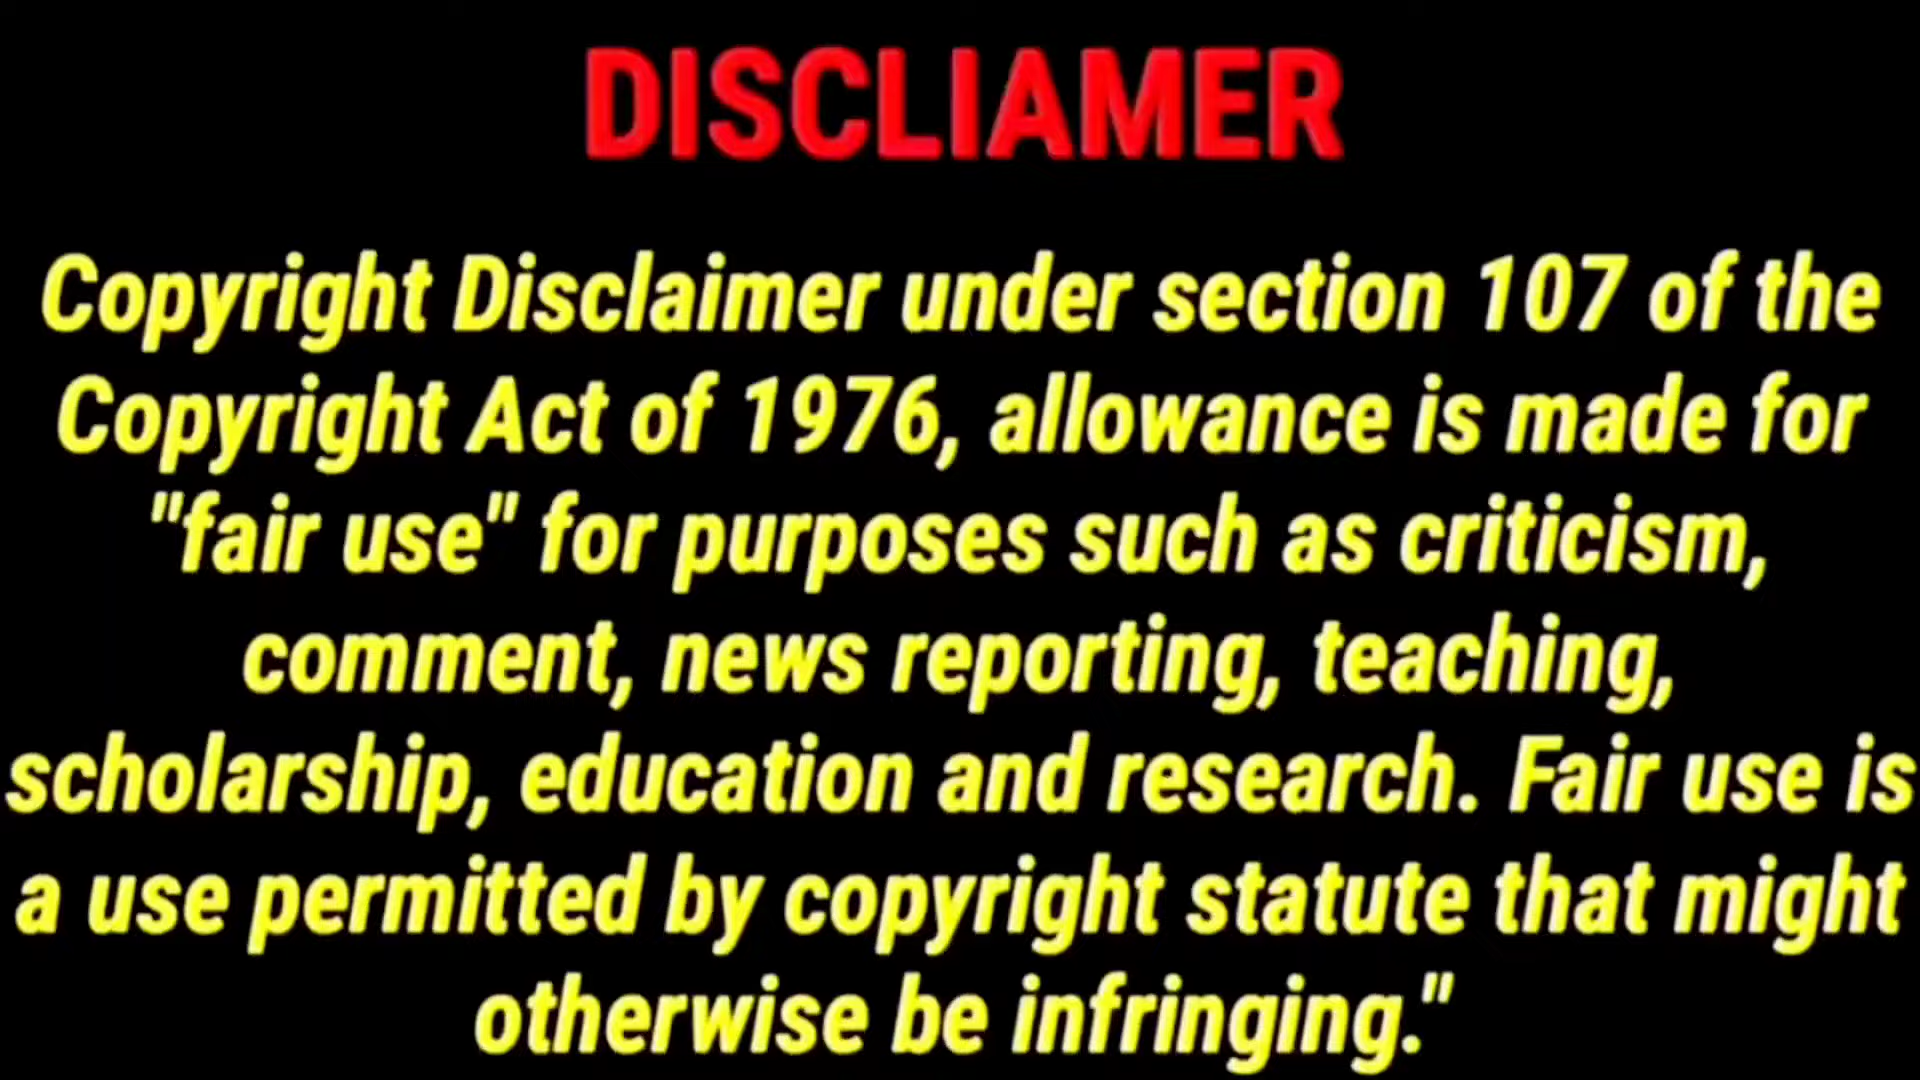 DISCLIAMER
Copyright Disclaimer under section 107 of the
Copyright Act of 1976, allowance is made for
"fair use" for purposes such as criticism,
comment, news reporting, teaching,
scholarship, education and research. Fair use is
a use permitted by copyright statute that might
otherwise be infringing."